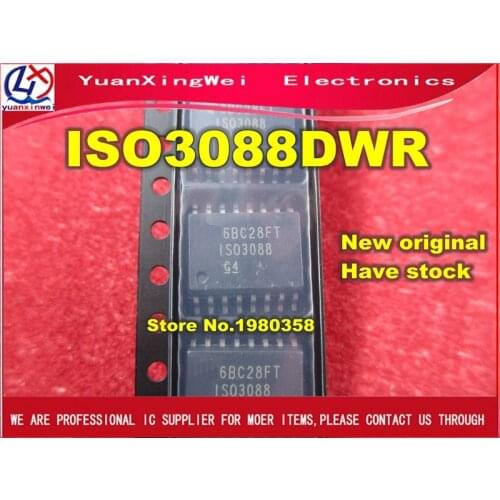 YuanXingWei Electronics
yuanxinwei
ISO3088
ISO3088DWR
6BC28FT
ISO3088
G4
New original
Have stock
Store No.1980358
6BC28FT
ISO3088
WE ARE PROFESSIONAL IC SUPPLIER FOR MOER ITEMS,PLEASE CONTACT US THROUGH